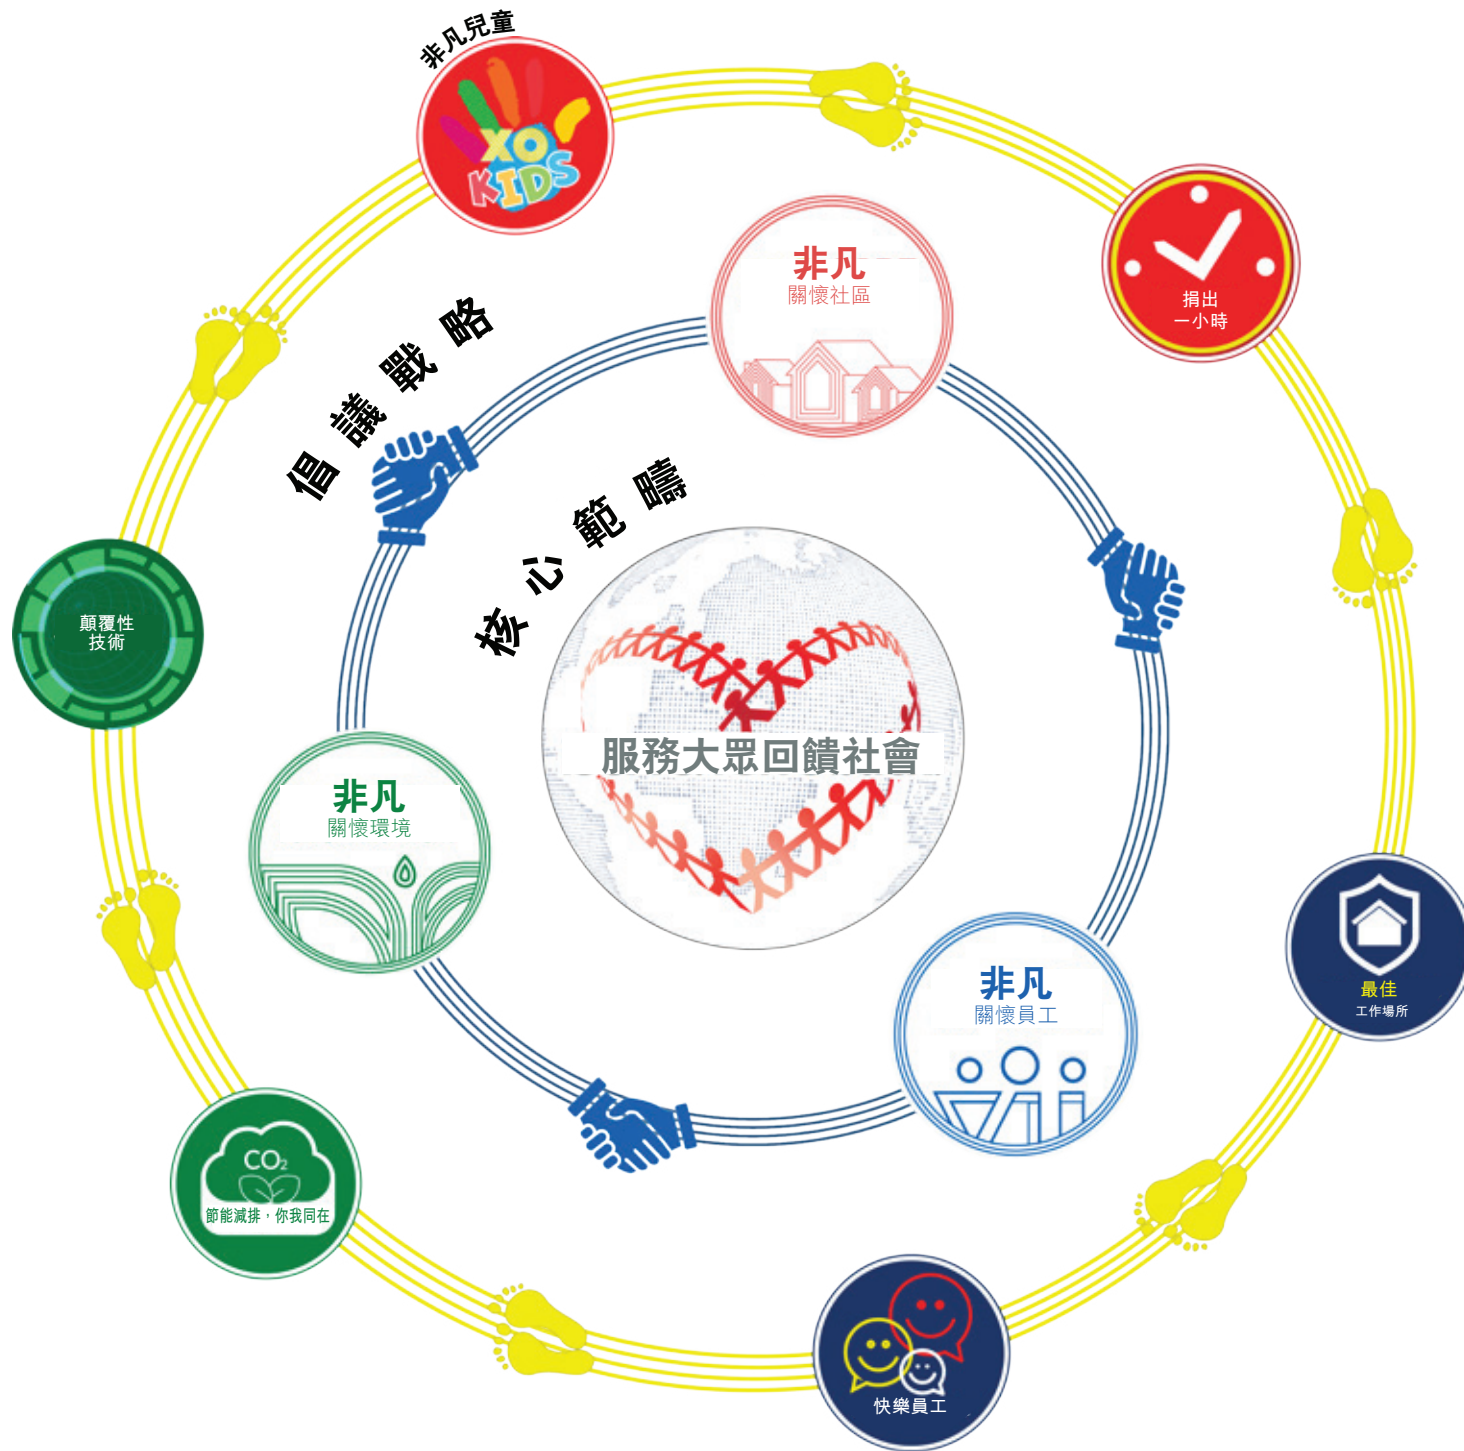 非凡兒童
XO
KIDS
捐出
一小時
非凡
關懷社區
倡議戰略
核心範疇
顛覆性
技術
服務大眾回饋社會
非凡
關懷環境
最佳
工作場所
非凡
關懷員工
CO₂
節能減排，你我同在
快樂員工